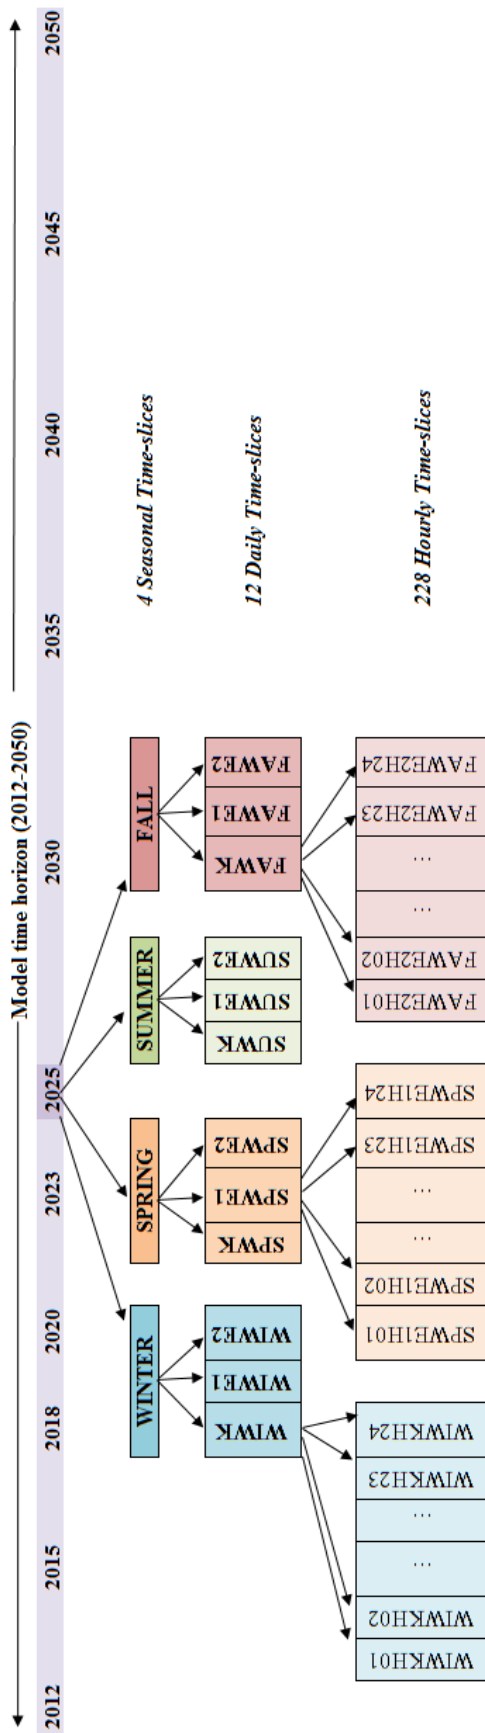 Model time horizon (2012-2050)
2012 2015 2018 2020 2023 2025 2030 2035 2040 2045 2050
WINTER SPRING SUMMER FALL 4 Seasonal Time-slices
WIWK WIWE1 WIWE2 SPWK SPWE1 SPWE2 SUWK SUWE1 SUWE2 FAWK FAWE1 FAWE2 12 Daily Time-slices
WIWKH01 WIWKH02 ... ... WIWKH23 WIWKH24 SPWE1H01 SPWE1H02 ... ... SPWE1H23 SPWE1H24 FAWE2H01 FAWE2H02 ... ... FAWE2H23 FAWE2H24 228 Hourly Time-slices